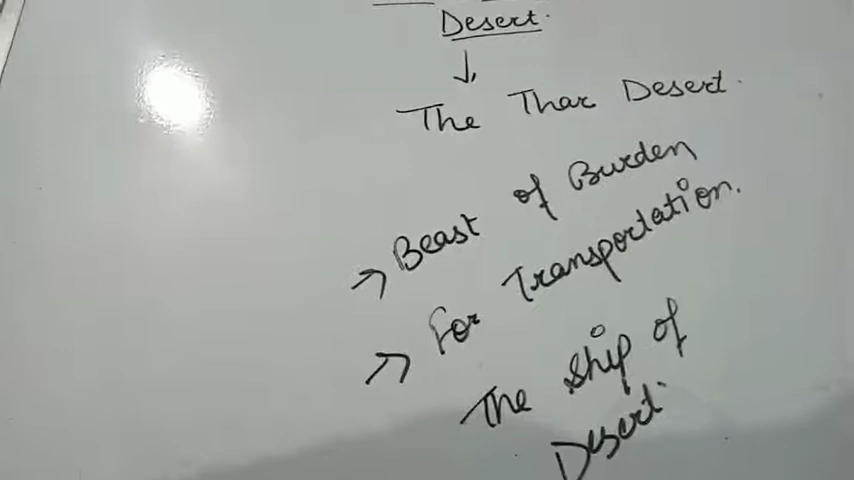 Desert.
↓
The Thar Desert.
→ Beast of Burden
→ For Transportation.
The Ship of
Desert.